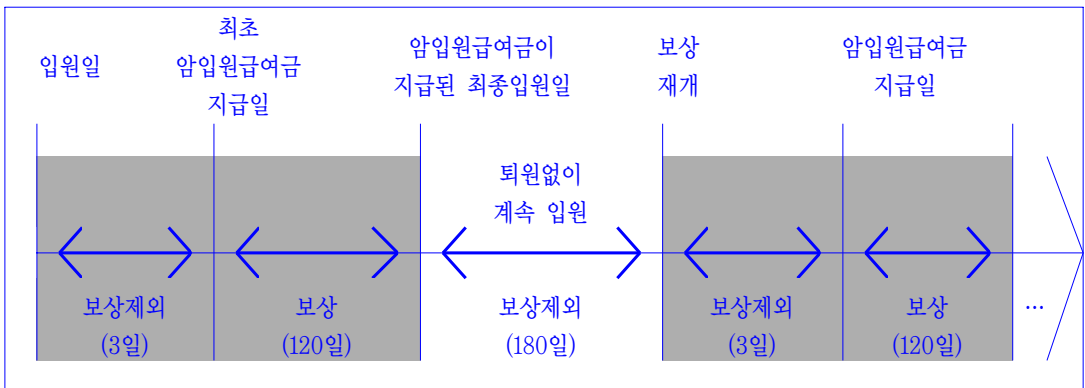 입원일
최초
암입원급여금
지급일
암입원급여금이
지급된 최종입원일
보상
재개
암입원급여금
지급일
퇴원없이
계속 입원
보상제외
(3일)
보상
(120일)
보상제외
(180일)
보상제외
(3일)
보상
(120일)
…